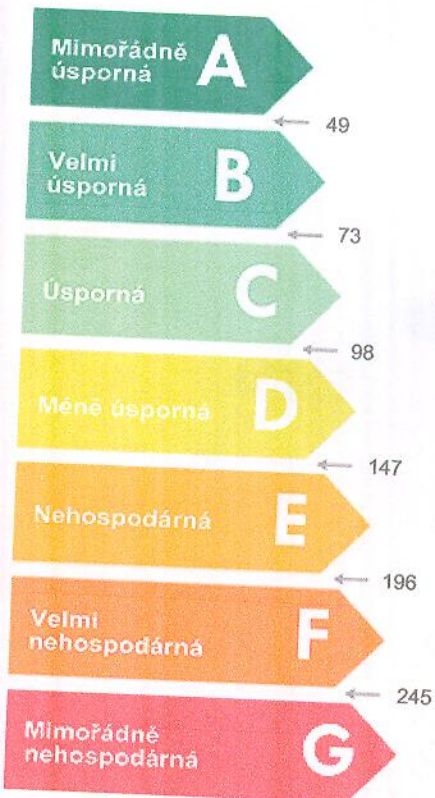 Mimořádně
úsporná A
49
Velmi
úsporná B
73
Úsporná C
98
Méně úsporná D
147
Nehospodárná E
196
Velmi
nehospodárná F
245
Mimořádně
nehospodárná G